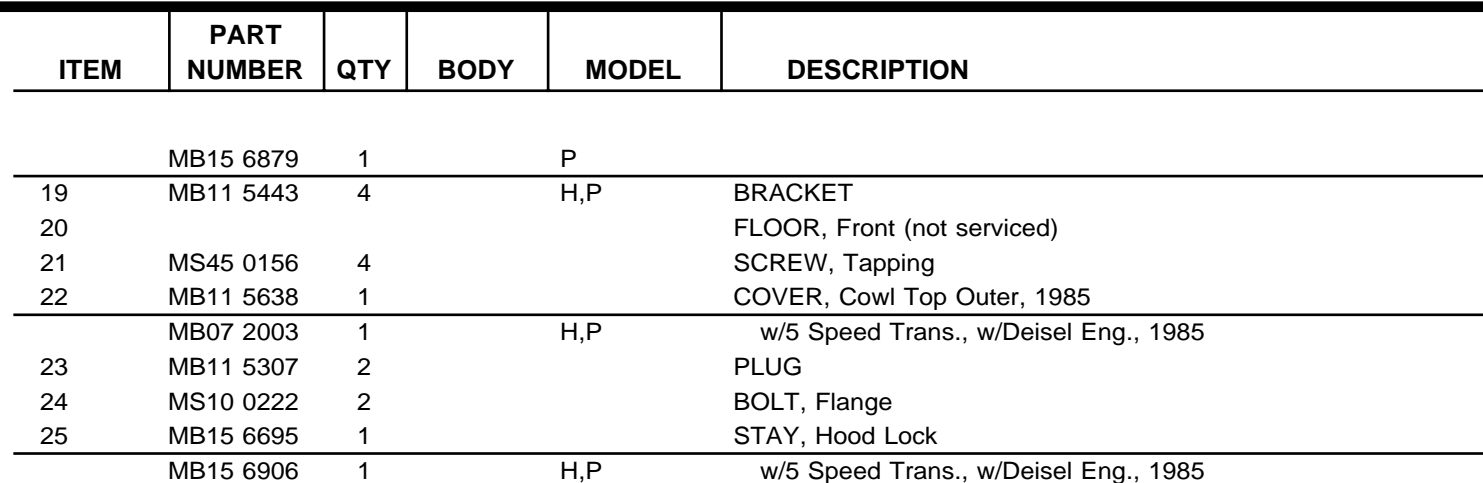 PART
ITEM NUMBER QTY BODY MODEL DESCRIPTION
MB15 6879 1 P
19 MB11 5443 4 H,P BRACKET
20 FLOOR, Front (not serviced)
21 MS45 0156 4 SCREW, Tapping
22 MB11 5638 1 COVER, Cowl Top Outer, 1985
MB07 2003 1 H,P w/5 Speed Trans., w/Deisel Eng., 1985
23 MB11 5307 2 PLUG
24 MS10 0222 2 BOLT, Flange
25 MB15 6695 1 STAY, Hood Lock
MB15 6906 1 H,P w/5 Speed Trans., w/Deisel Eng., 1985